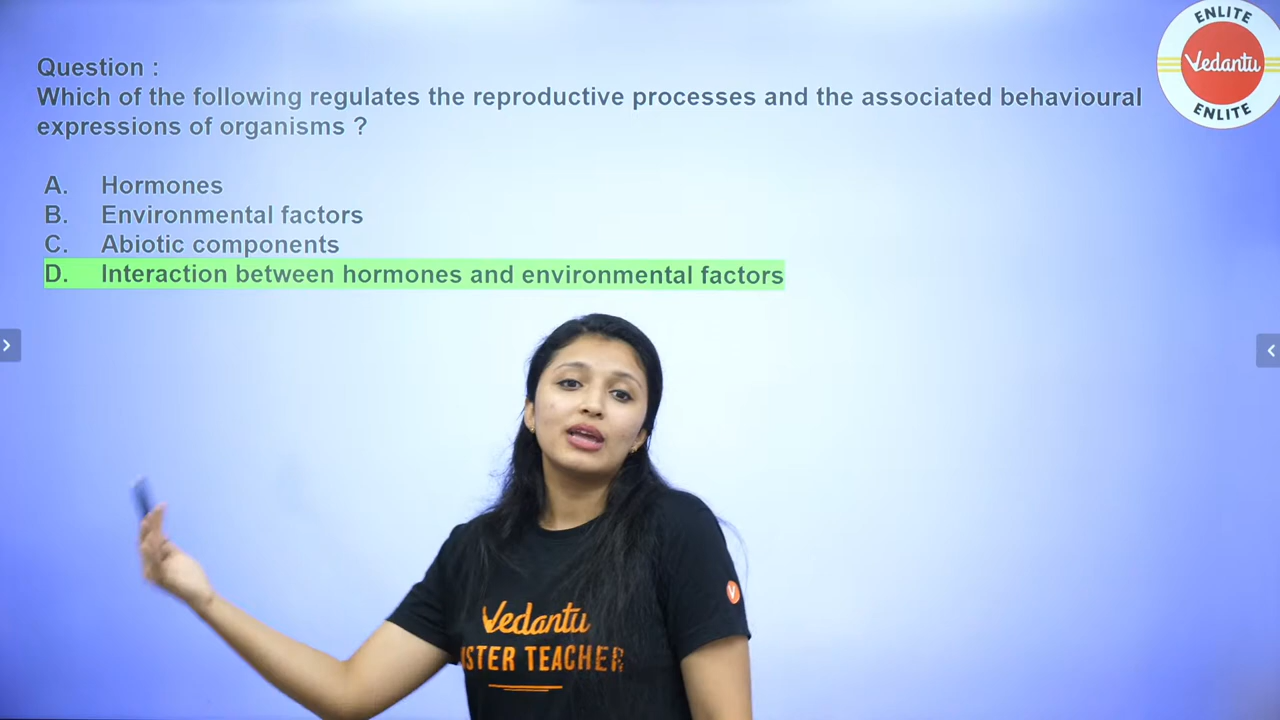 ENLITE
Vedantu
ENLITE
Question :
Which of the following regulates the reproductive processes and the associated behavioural
expressions of organisms ?
A. Hormones
B. Environmental factors
C. Abiotic components
D. Interaction between hormones and environmental factors
V
Vedantu
STER TEACHER